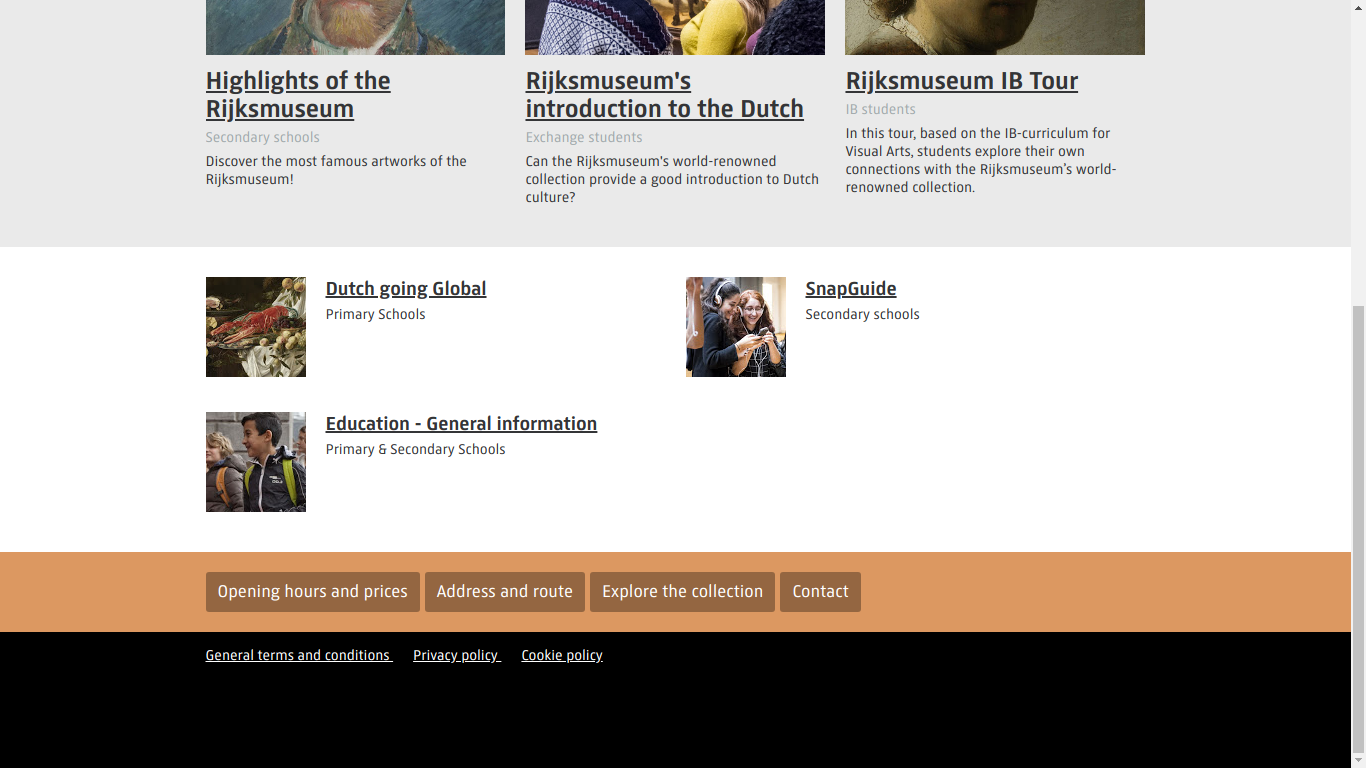 Highlights of the
Rijksmuseum
Secondary schools
Discover the most famous artworks of the
Rijksmuseum!
Rijksmuseum's
introduction to the Dutch
Exchange students
Can the Rijksmuseum's world-renowned
collection provide a good introduction to Dutch
culture?
Rijksmuseum IB Tour
IB students
In this tour, based on the IB-curriculum for
Visual Arts, students explore their own
connections with the Rijksmuseum's world-
renowned collection.
Dutch going Global
Primary Schools
SnapGuide
Secondary schools
Education - General information
Primary & Secondary Schools
Opening hours and prices
Address and route
Explore the collection
Contact
General terms and conditions
Privacy policy
Cookie policy